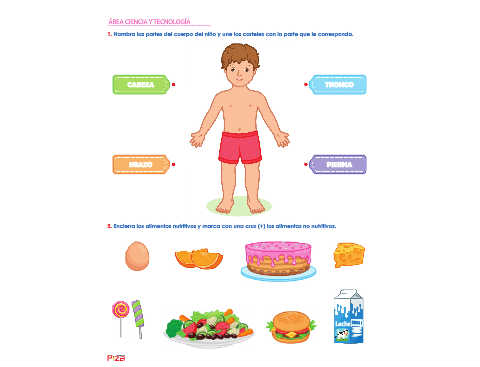 ÁREA CIENCIA Y TECNOLOGÍA
1. Nombra las partes del cuerpo del niño y une los carteles con la parte que le corresponda.
CABEZA
TRONCO
BRAZO
PIERNA
2. Encierra los alimentos nutritivos y marca con una cruz (+) los alimentos no nutritivos.
Leche